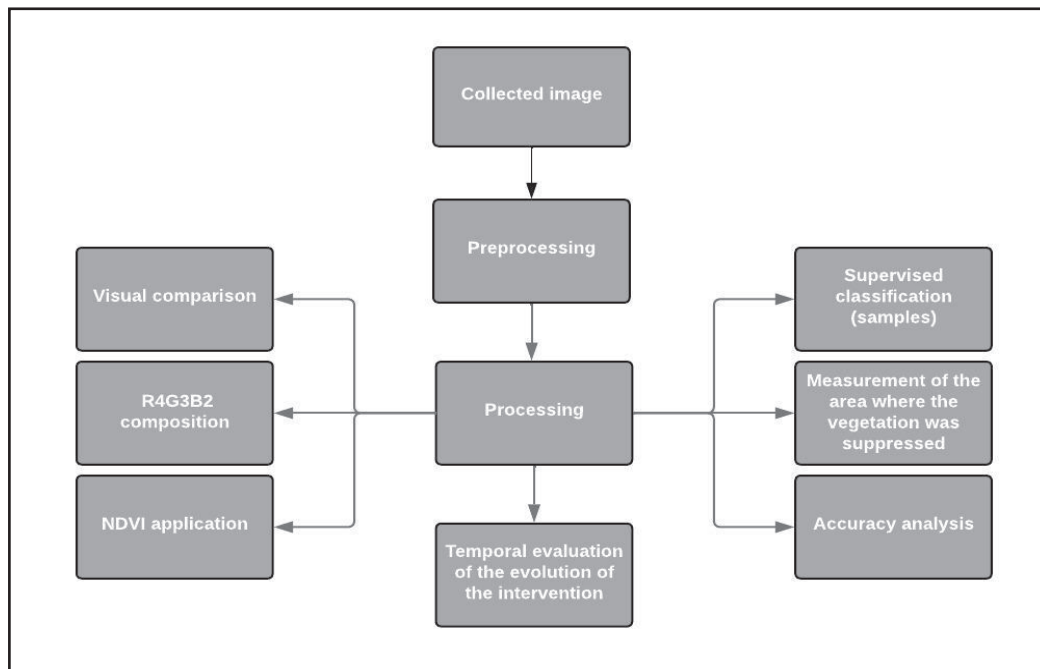 Collected image
Preprocessing
Visual comparison
Supervised
classification
(samples)
R4G3B2
composition
Processing
Measurement of the
area where the
vegetation was
suppressed
NDVI application
Temporal evaluation
of the evolution of
the intervention
Accuracy analysis